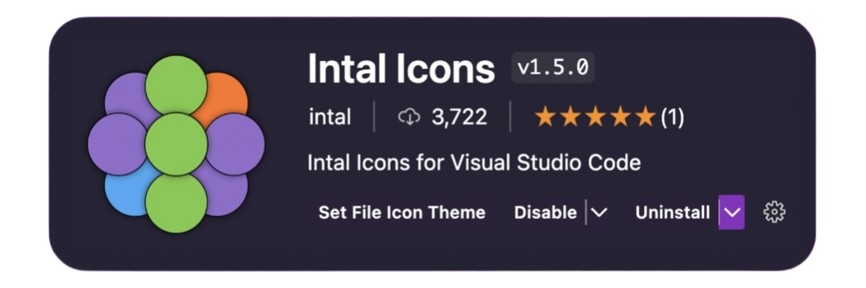 Intal Icons v1.5.0
intal 3,722 (1)
Intal Icons for Visual Studio Code
Set File Icon Theme Disable Uninstall